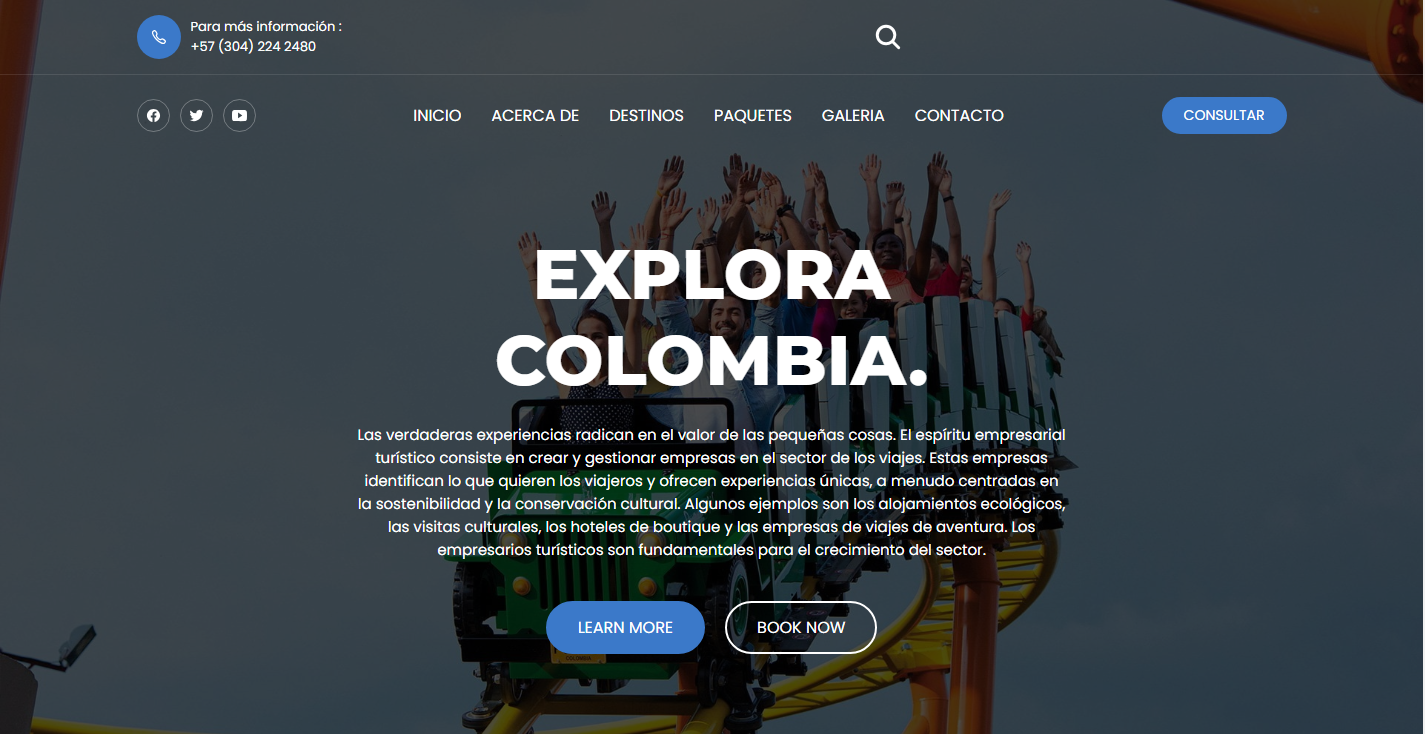 Para más información :
+57 (304) 224 2480
INICIO ACERCA DE DESTINOS PAQUETES GALERIA CONTACTO CONSULTAR
EXPLORA
COLOMBIA.
Las verdaderas experiencias radican en el valor de las pequeñas cosas. El espíritu empresarial
turístico consiste en crear y gestionar empresas en el sector de los viajes. Estas empresas
identifican lo que quieren los viajeros y ofrecen experiencias únicas, a menudo centradas en
la sostenibilidad y la conservación cultural. Algunos ejemplos son los alojamientos ecológicos,
las visitas culturales, los hoteles de boutique y las empresas de viajes de aventura. Los
empresarios turísticos son fundamentales para el crecimiento del sector.
LEARN MORE BOOK NOW